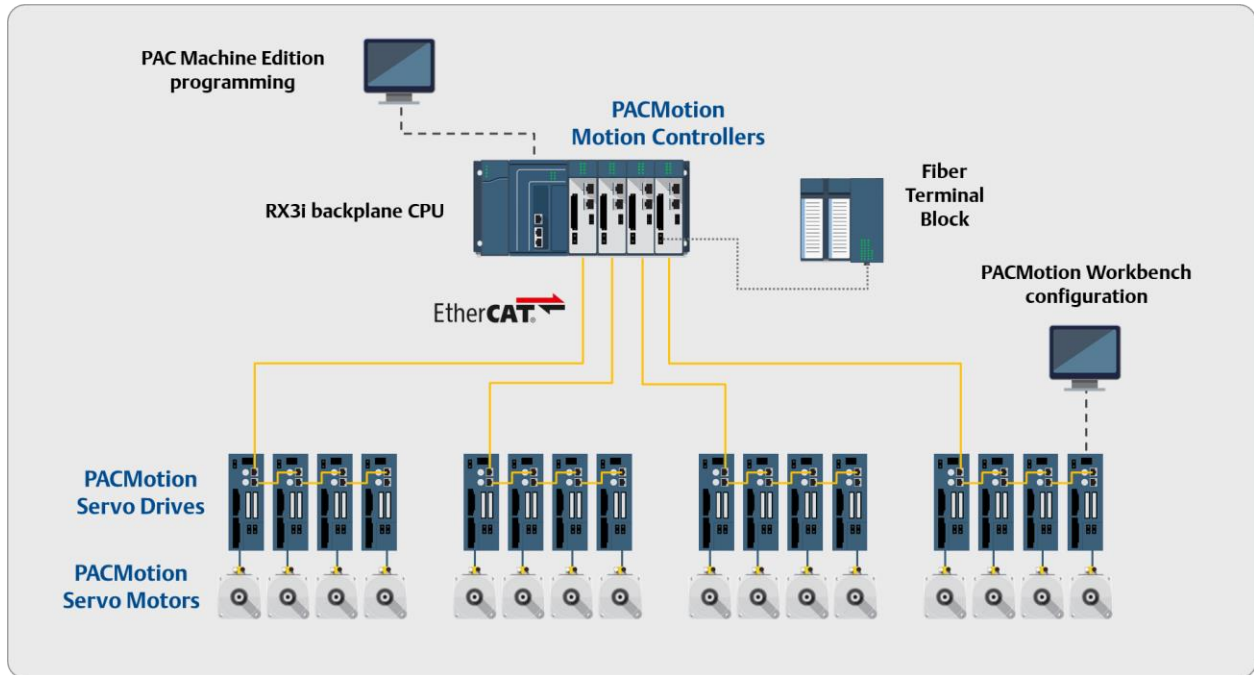 PAC Machine Edition
programming
PACMotion
Motion Controllers
RX3i backplane CPU
Fiber
Terminal
Block
PACMotion Workbench
configuration
EtherCAT®
PACMotion
Servo Drives
PACMotion
Servo Motors